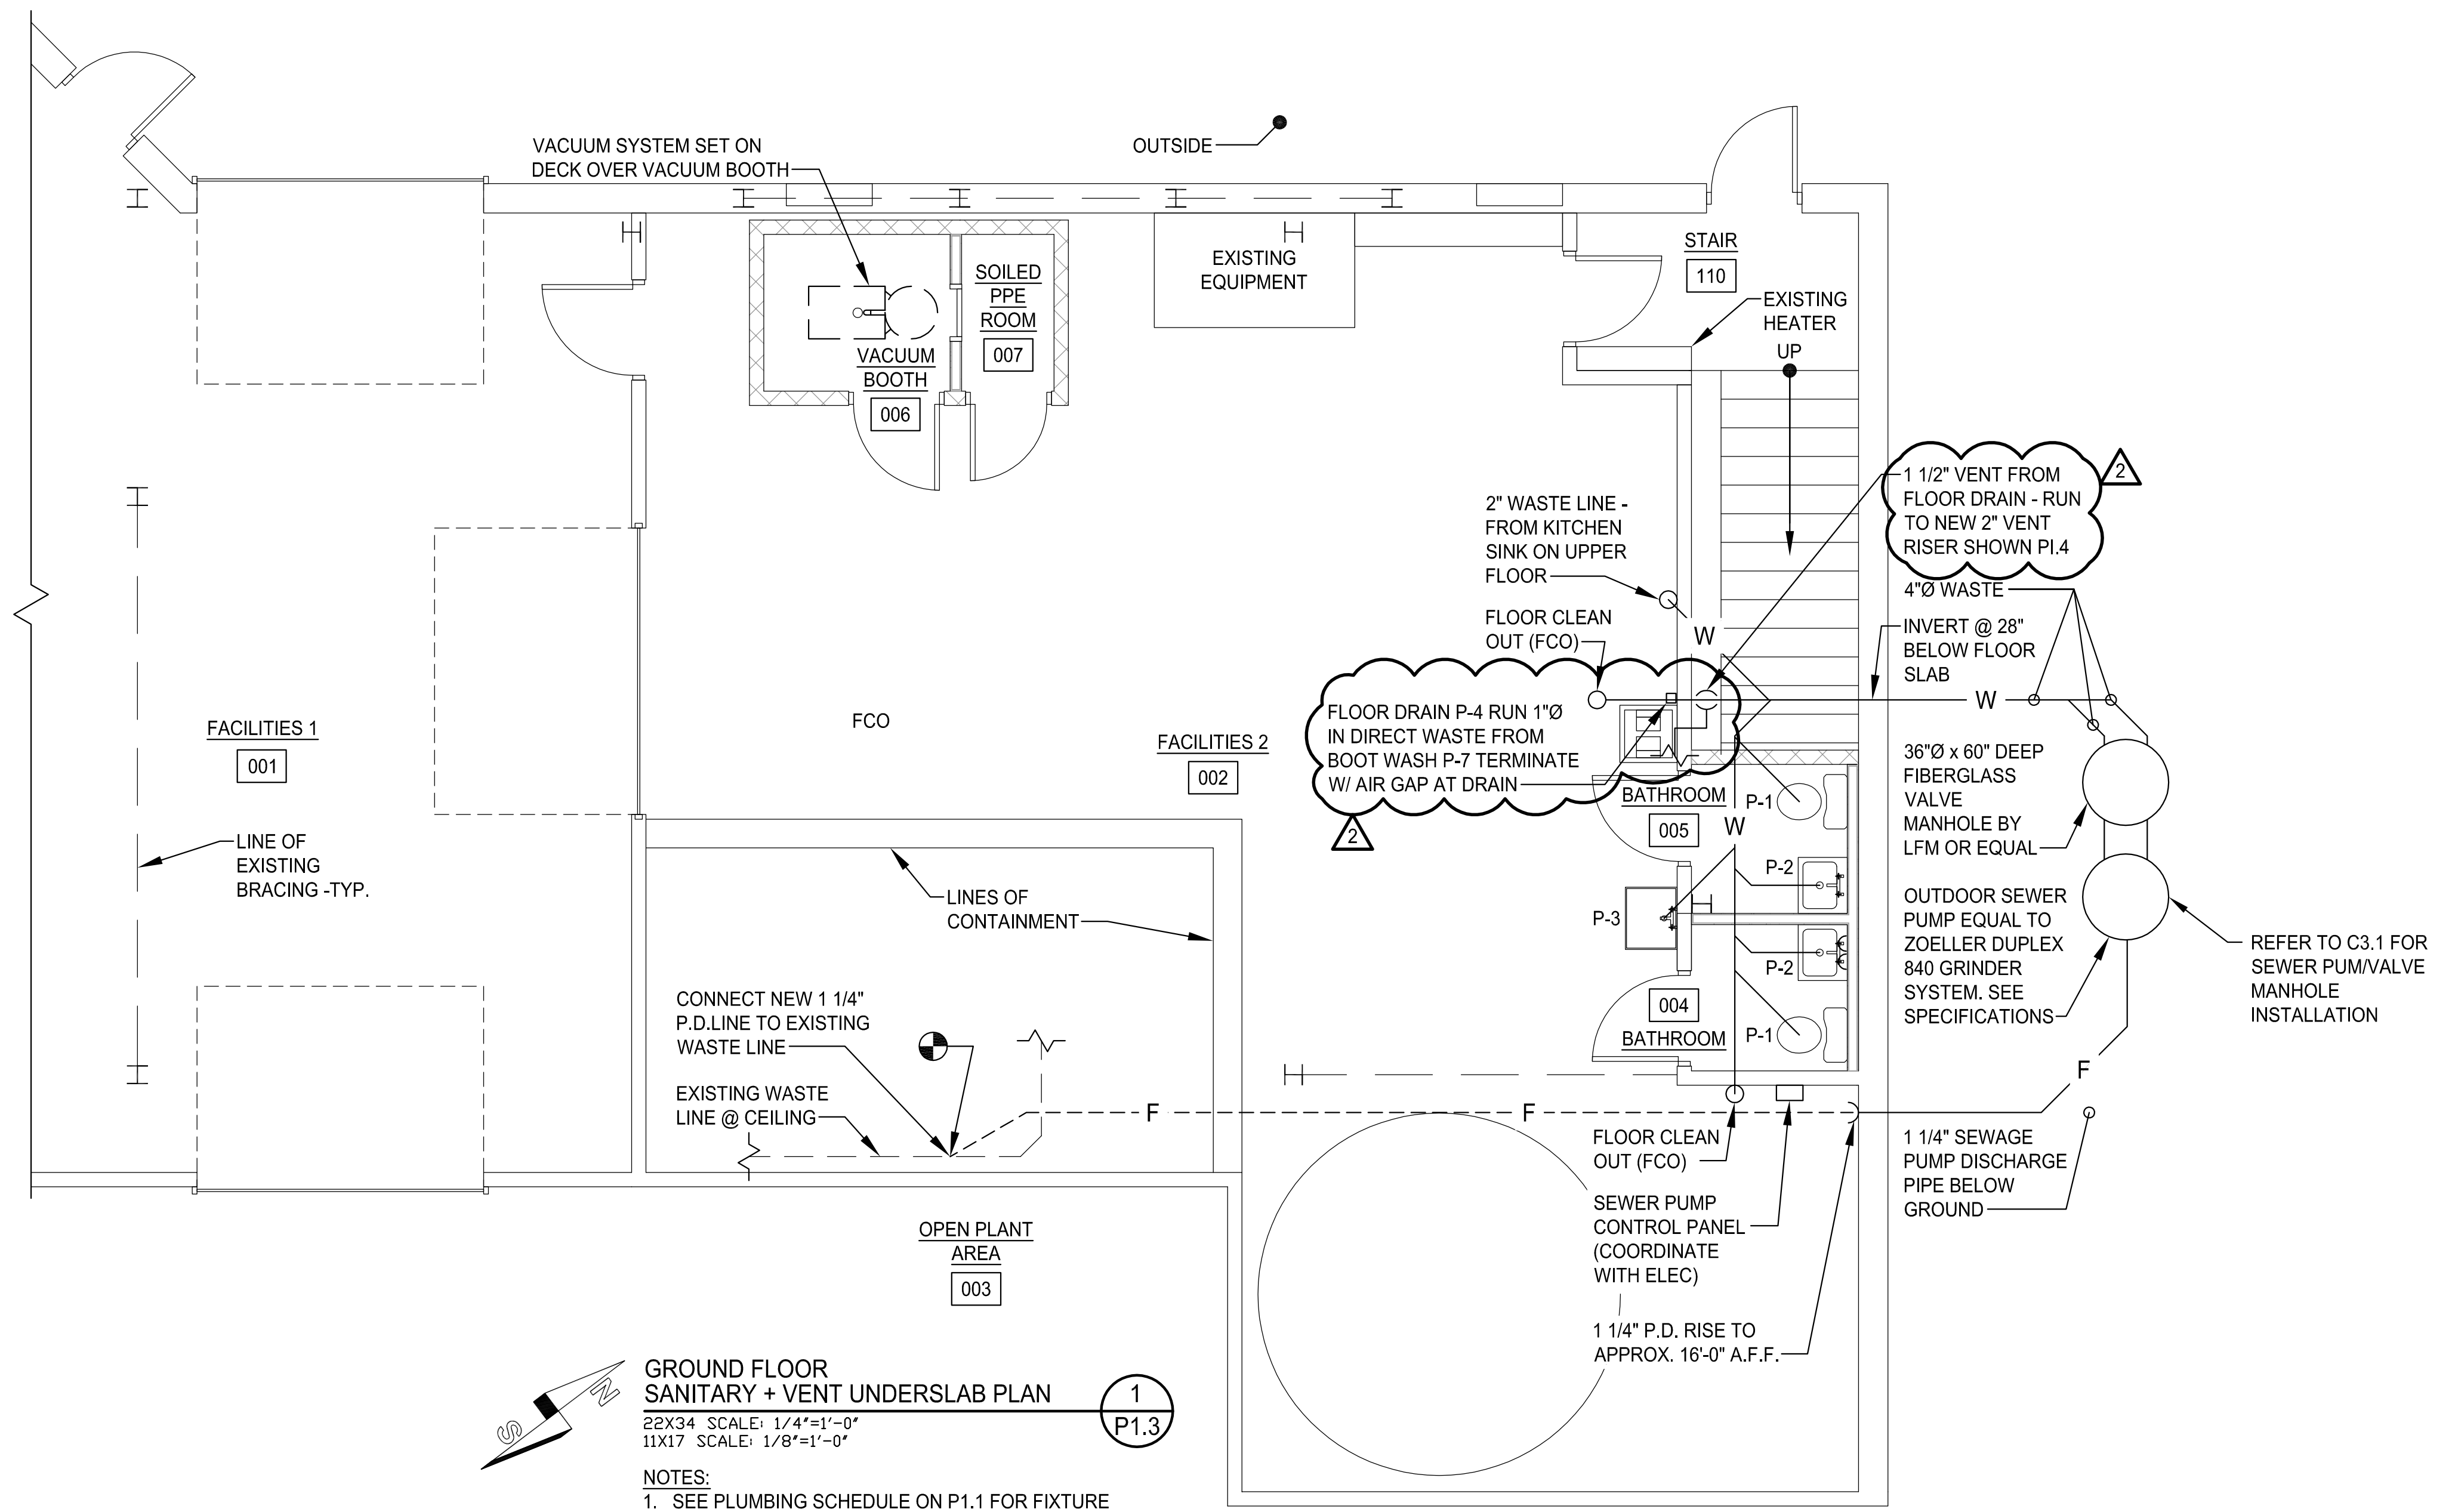 VACUUM SYSTEM SET ON
DECK OVER VACUUM BOOTH
OUTSIDE
STAIR
110
EXISTING
EQUIPMENT
SOILED
PPE
ROOM
007
EXISTING
HEATER
UP
VACUUM
BOOTH
006
1 1/2" VENT FROM
FLOOR DRAIN - RUN
TO NEW 2" VENT
RISER SHOWN PI.4
2
2" WASTE LINE -
FROM KITCHEN
SINK ON UPPER
FLOOR
4"Ø WASTE
FLOOR CLEAN
OUT (FCO)
W
INVERT @ 28"
BELOW FLOOR
SLAB
W
FLOOR DRAIN P-4 RUN 1"Ø
IN DIRECT WASTE FROM
BOOT WASH P-7 TERMINATE
W/ AIR GAP AT DRAIN
2
FCO
FACILITIES 1
001
FACILITIES 2
002
36"Ø x 60" DEEP
FIBERGLASS
VALVE
MANHOLE BY
LFM OR EQUAL
BATHROOM
005
P-1
W
P-2
LINE OF
EXISTING
BRACING -TYP.
LINES OF
CONTAINMENT
P-3
P-2
OUTDOOR SEWER
PUMP EQUAL TO
ZOELLER DUPLEX
840 GRINDER
SYSTEM. SEE
SPECIFICATIONS
REFER TO C3.1 FOR
SEWER PUM/VALVE
MANHOLE
INSTALLATION
CONNECT NEW 1 1/4"
P.D.LINE TO EXISTING
WASTE LINE
004
BATHROOM
P-1
EXISTING WASTE
LINE @ CEILING
F
F
F
FLOOR CLEAN
OUT (FCO)
1 1/4" SEWAGE
PUMP DISCHARGE
PIPE BELOW
GROUND
SEWER PUMP
CONTROL PANEL
(COORDINATE
WITH ELEC)
OPEN PLANT
AREA
003
1 1/4" P.D. RISE TO
APPROX. 16'-0" A.F.F.
N
S
GROUND FLOOR
SANITARY + VENT UNDERSLAB PLAN
1
P1.3
22X34 SCALE: 1/4"=1'-0"
11X17 SCALE: 1/8"=1'-0"
NOTES:
1. SEE PLUMBING SCHEDULE ON P1.1 FOR FIXTURE